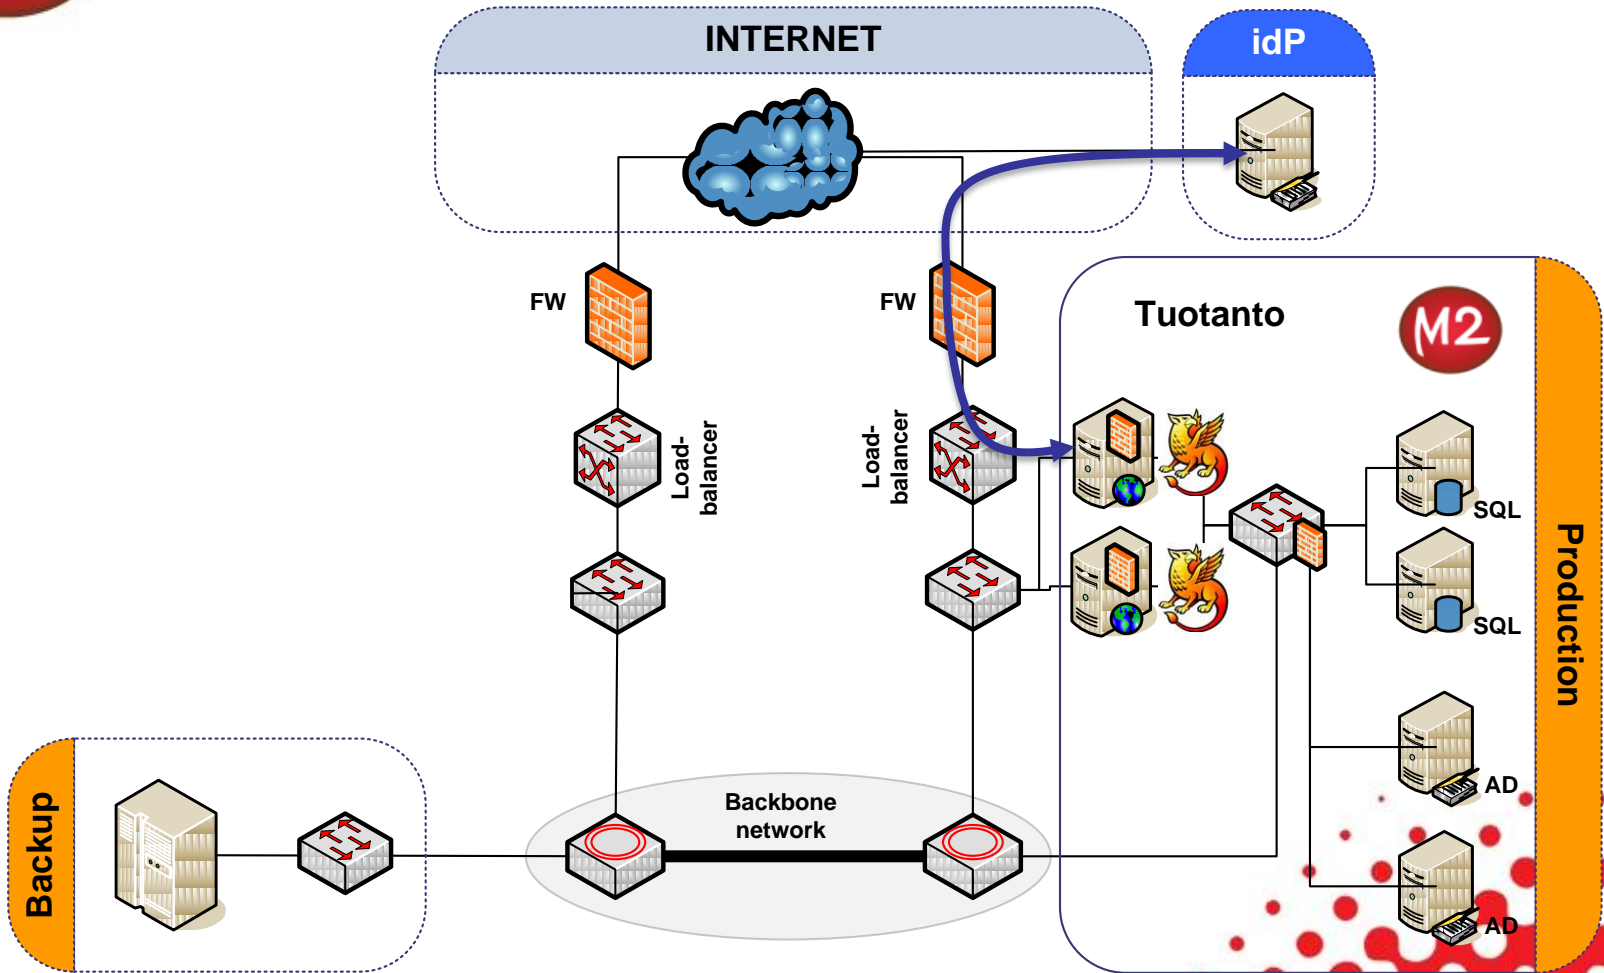 INTERNET
idP
FW
FW
Tuotanto
M2
Load-
balancer
Load-
balancer
SQL
SQL
Production
AD
AD
Backbone
network
Backup